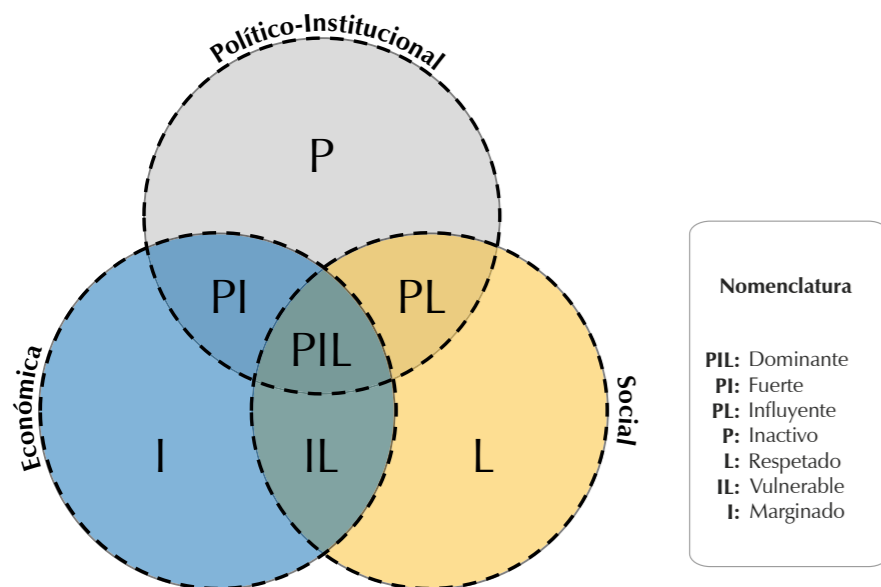 Político-Institucional
P
PI
PL
PIL
Económica
Social
I
IL
L
Nomenclatura
PIL: Dominante
PI: Fuerte
PL: Influyente
P: Inactivo
L: Respetado
IL: Vulnerable
I: Marginado